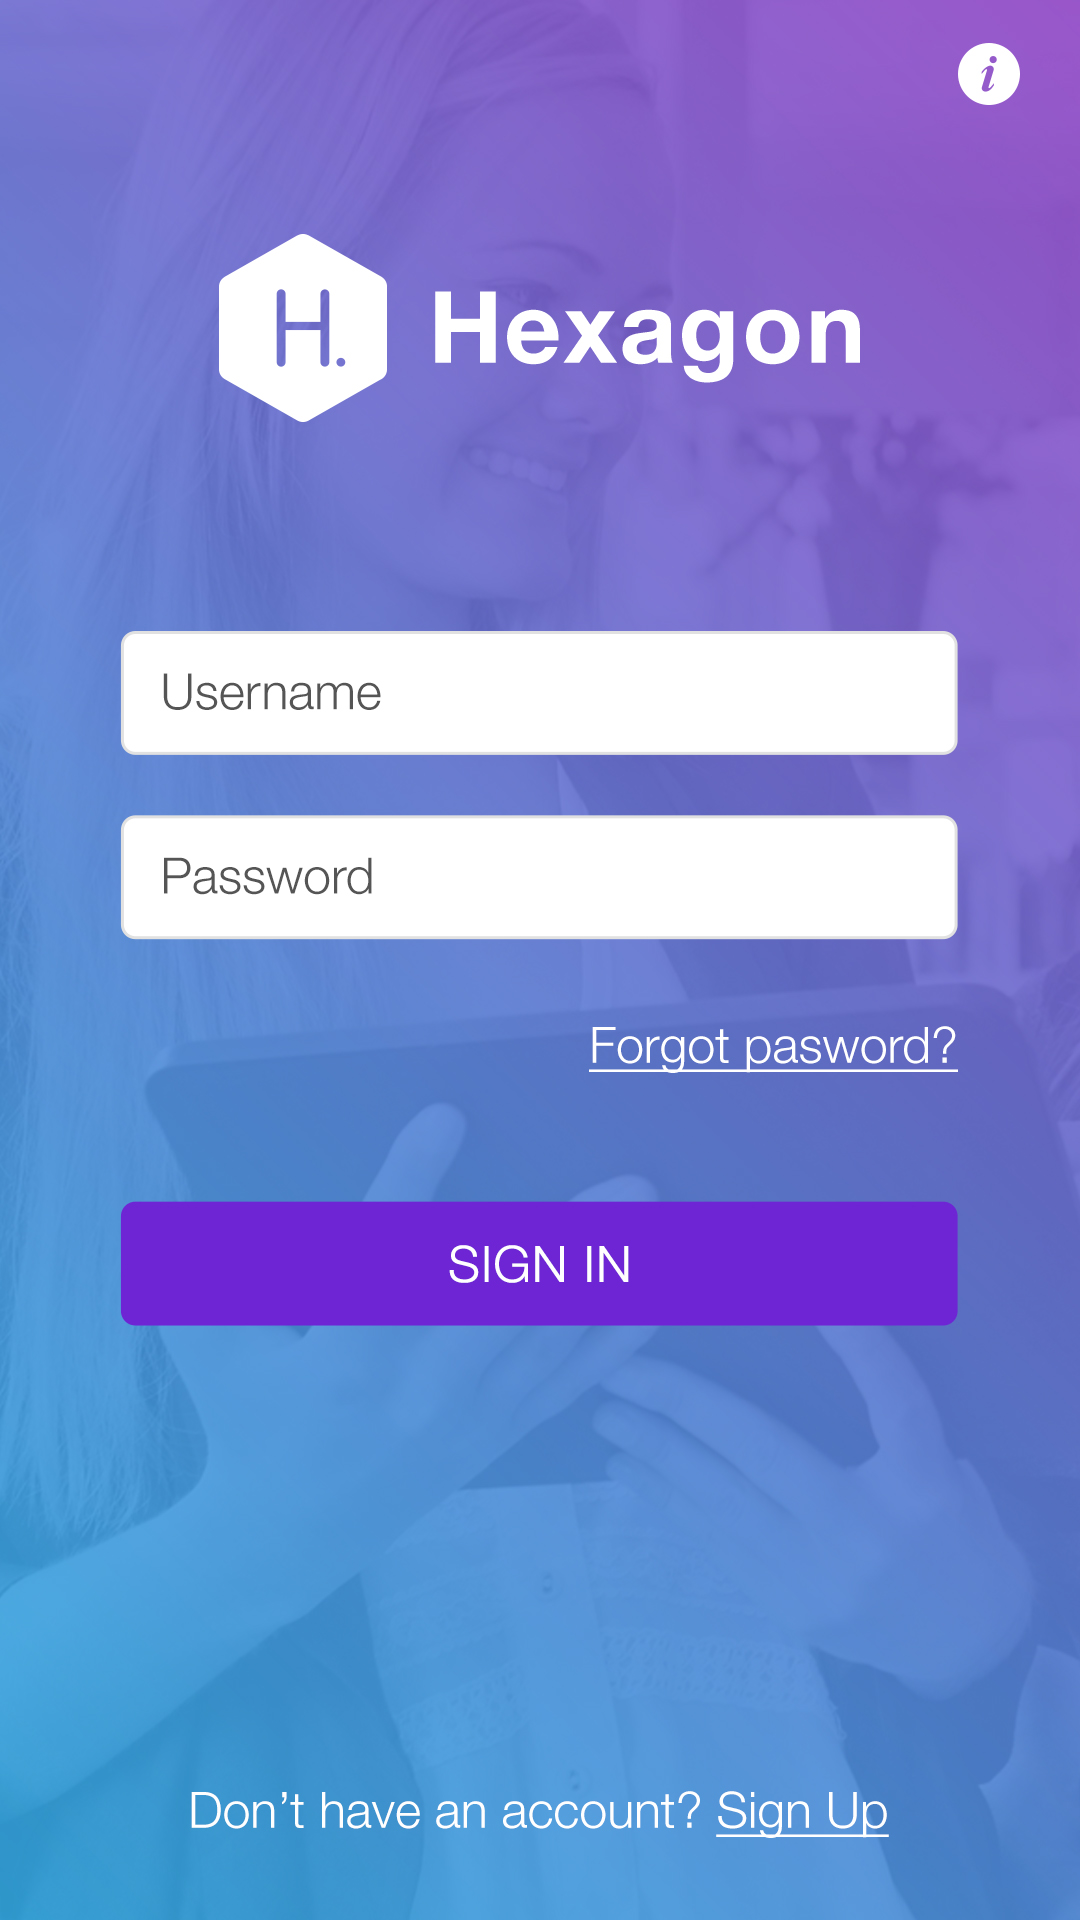 i
H.
Hexagon
Username
Password
Forgot pasword?
SIGN IN
Don’t have an account? Sign Up